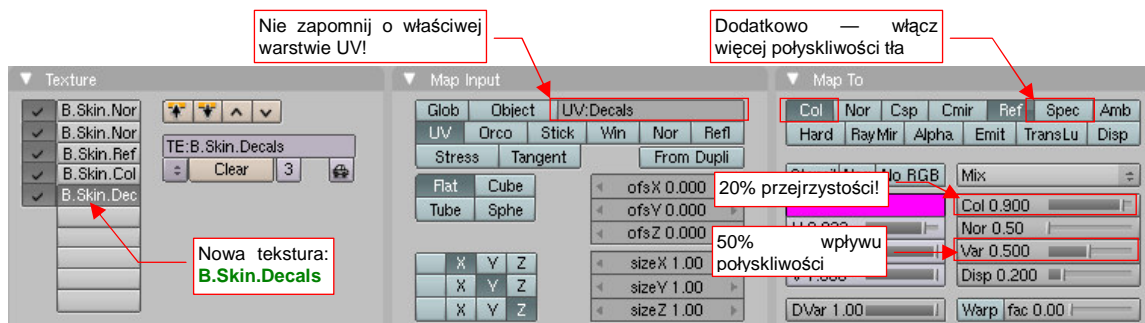 Nie zapomnij o właściwej
warstwie UV!
Dodatkowo — włącz
więcej połyskliwości tła
Texture
Map Input
Map To
B.Skin.Nor
B.Skin.Nor
B.Skin.Ref
B.Skin.Col
B.Skin.Dec
TE:B.Skin.Decals
Clear 3
Nowa tekstura:
B.Skin.Decals
Glob Object UV:Decals
UV Orco Stick Win Nor Refl
Stress Tangent From Dupli
Flat Cube ofsX 0.000
Tube Sphe ofsY 0.000
ofsZ 0.000
X Y Z sizeX 1.00
X Y Z sizeY 1.00
X Y Z sizeZ 1.00
Col Nor Csp Cmir Ref Spec Amb
Hard RayMir Alpha Emit TransLu Disp
No RGB Mix
20% przejrzystości!
Col 0.900
Nor 0.50
50% wpływu
połyskliwości
Var 0.500
Disp 0.200
DVar 1.00 Warp fac 0.00